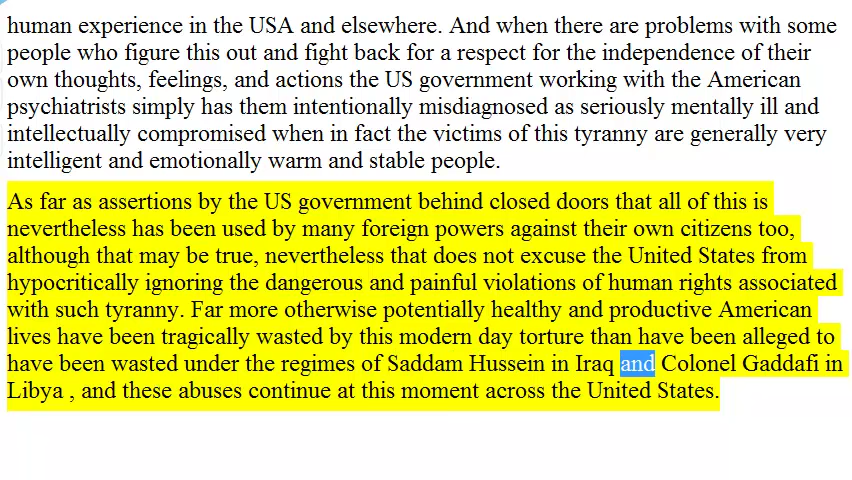 human experience in the USA and elsewhere. And when there are problems with some
people who figure this out and fight back for a respect for the independence of their
own thoughts, feelings, and actions the US government working with the American
psychiatrists simply has them intentionally misdiagnosed as seriously mentally ill and
intellectually compromised when in fact the victims of this tyranny are generally very
intelligent and emotionally warm and stable people.
As far as assertions by the US government behind closed doors that all of this is
nevertheless has been used by many foreign powers against their own citizens too,
although that may be true, nevertheless that does not excuse the United States from
hypocritically ignoring the dangerous and painful violations of human rights associated
with such tyranny. Far more otherwise potentially healthy and productive American
lives have been tragically wasted by this modern day torture than have been alleged to
have been wasted under the regimes of Saddam Hussein in Iraq and Colonel Gaddafi in
Libya , and these abuses continue at this moment across the United States.